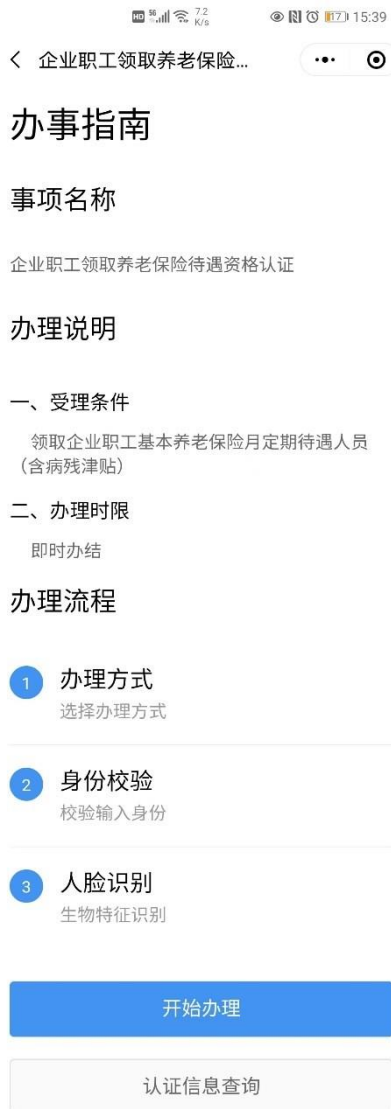 HD 5G 7.2 K/s 17 15:39
企业职工领取养老保险...
办事指南
事项名称
企业职工领取养老保险待遇资格认证
办理说明
一、受理条件
领取企业职工基本养老保险月定期待遇人员
（含病残津贴）
二、办理时限
即时办结
办理流程
1 办理方式
选择办理方式
2 身份校验
校验输入身份
3 人脸识别
生物特征识别
开始办理
认证信息查询